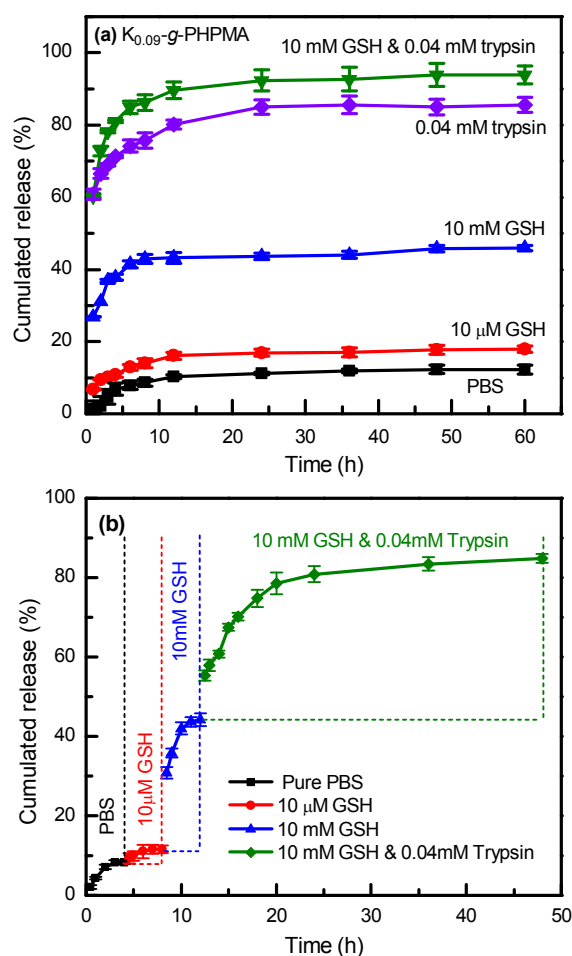 (a) K0.09-g-PHPMA
10 mM GSH & 0.04 mM trypsin
0.04 mM trypsin
10 mM GSH
10 μM GSH
PBS
Cumulated release (%)
100
80
60
40
20
0
0 10 20 30 40 50 60
Time (h)
(b)
10 mM GSH & 0.04mM Trypsin
10mM GSH
10μM GSH
PBS
Pure PBS
10 μM GSH
10 mM GSH
10 mM GSH & 0.04mM Trypsin
Cumulated release (%)
100
80
60
40
20
0
0 10 20 30 40 50
Time (h)